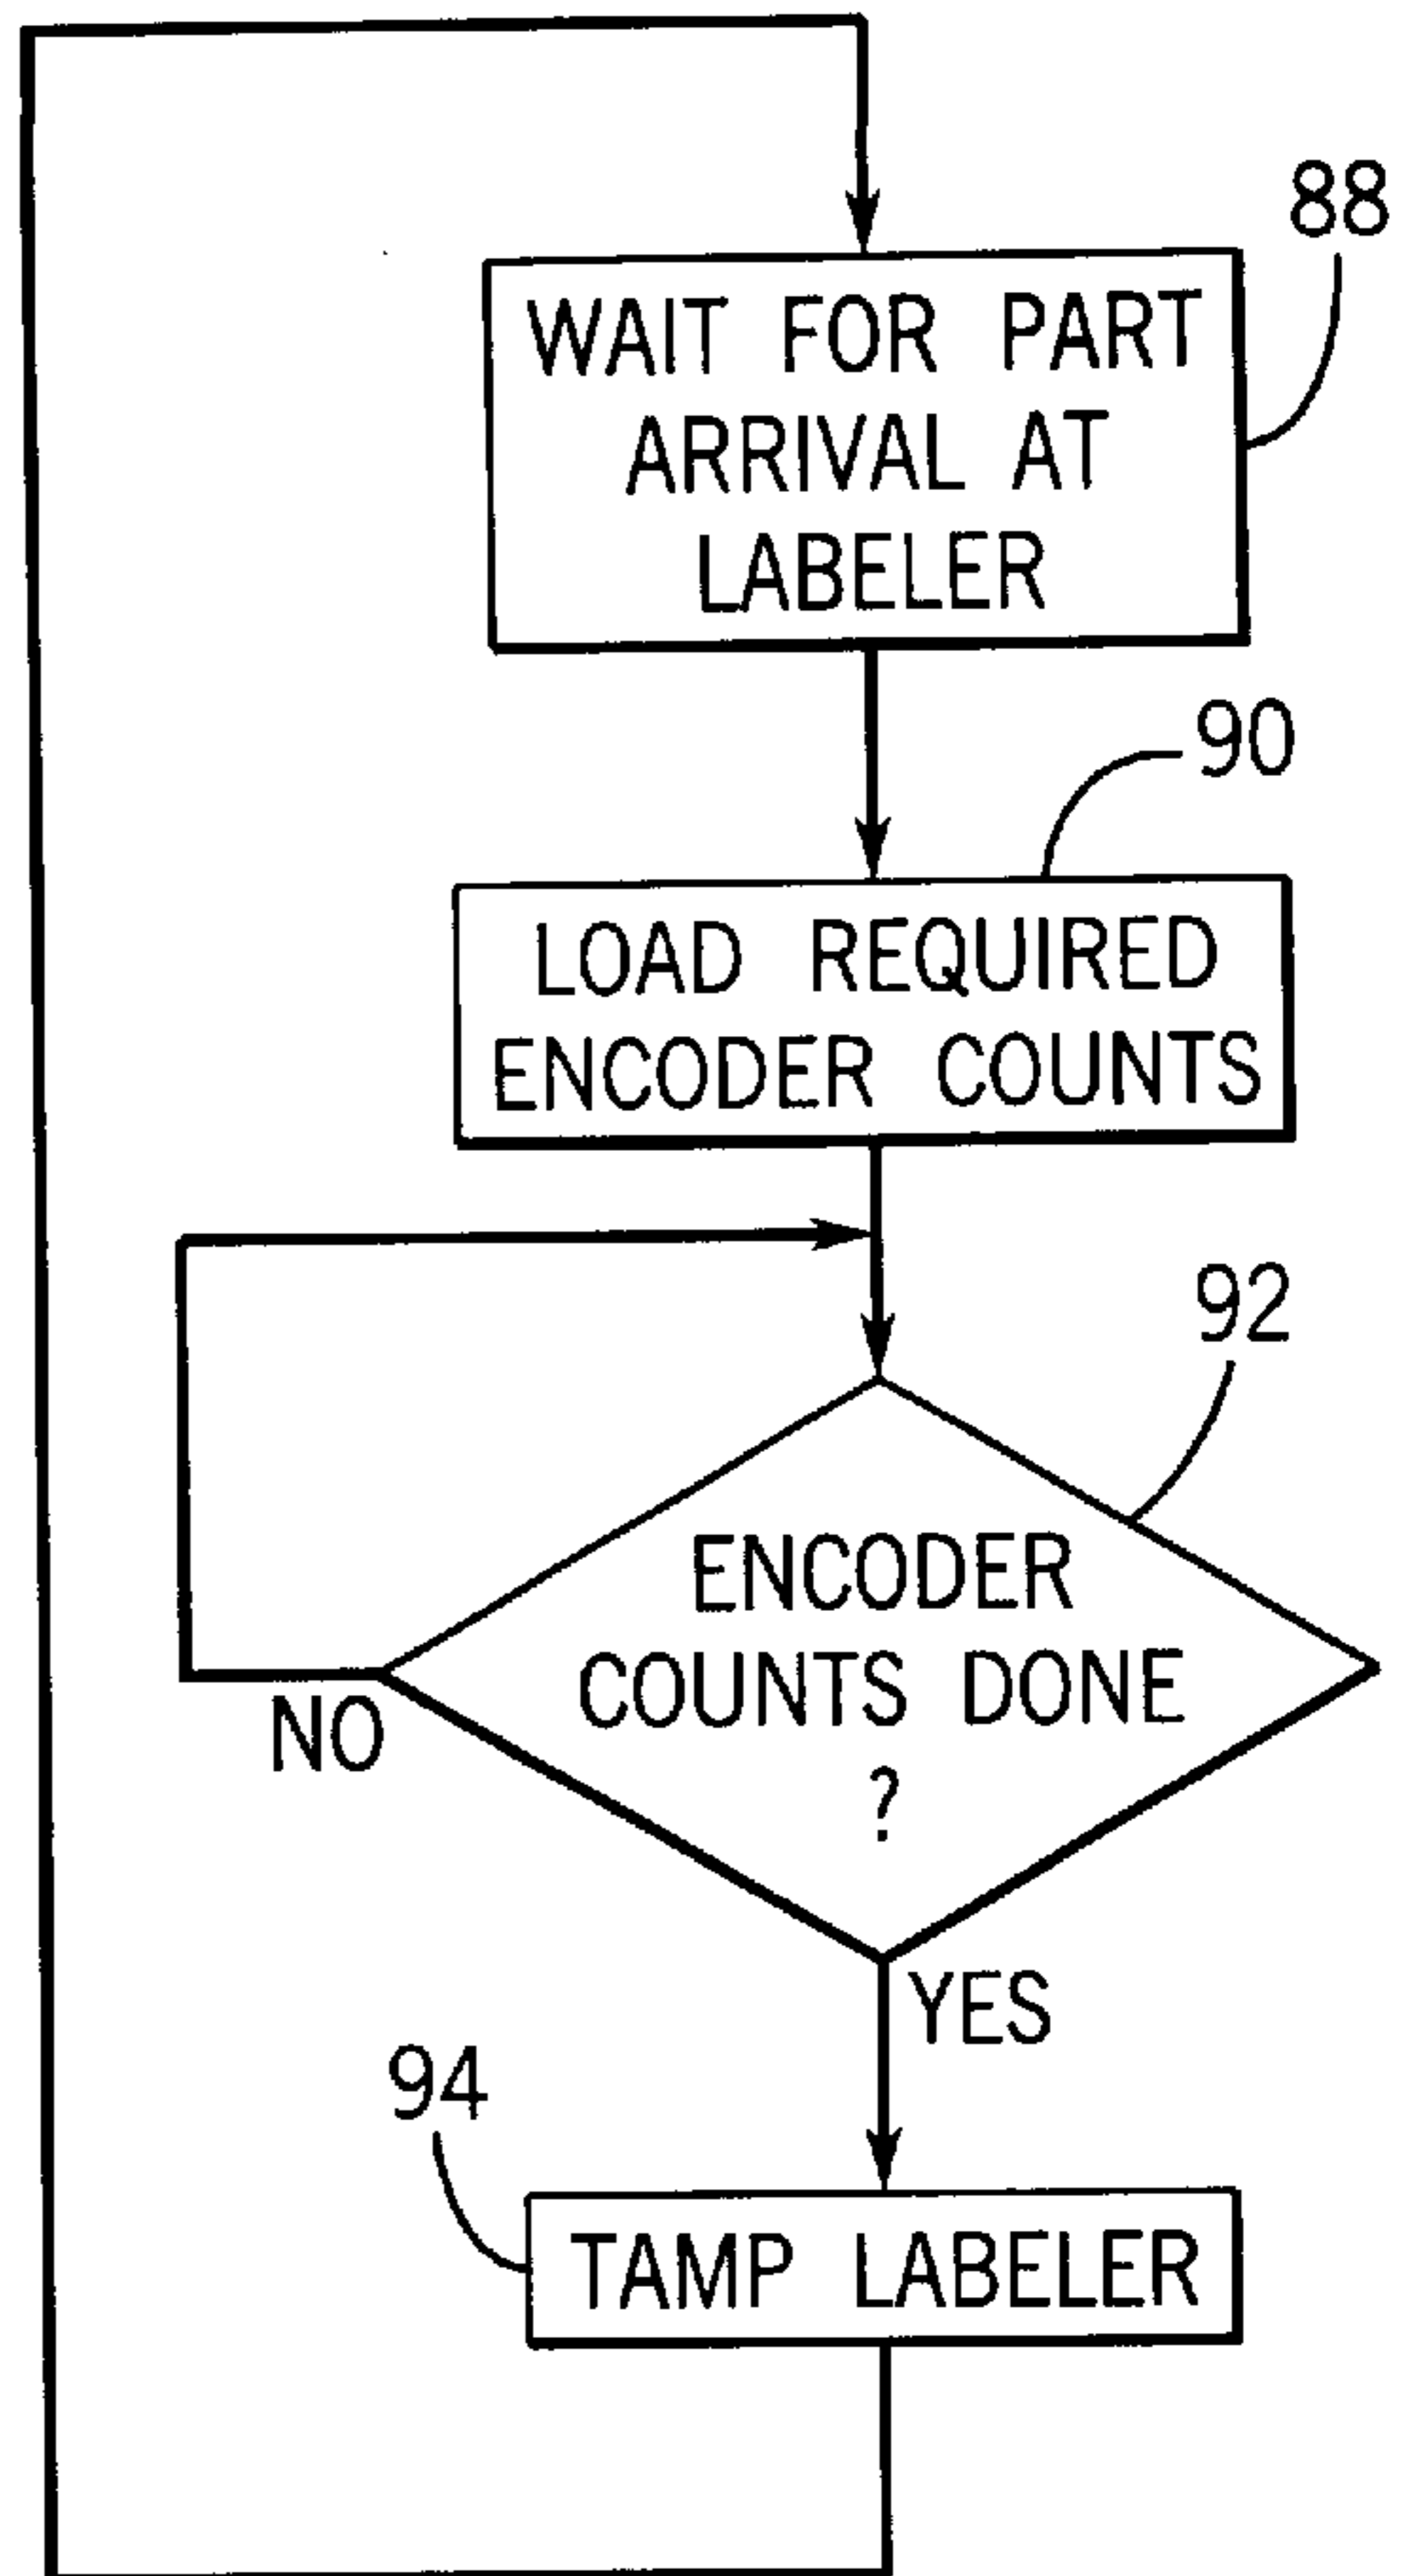 88
WAIT FOR PART
ARRIVAL AT
LABELER
90
LOAD REQUIRED
ENCODER COUNTS
92
ENCODER
COUNTS DONE
?
NO
YES
94
TAMP LABELER